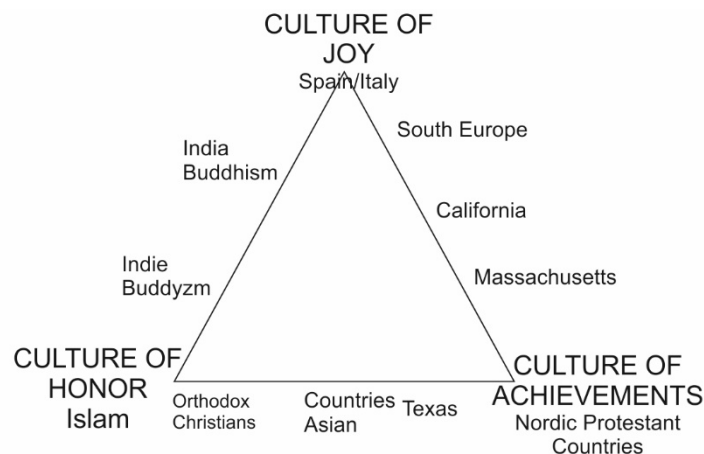 CULTURE OF
JOY
Spain/Italy
South Europe
India
Buddhism
California
Indie
Buddyzm
Massachusetts
CULTURE OF
HONOR
Islam
Orthodox
Christians
Countries
Asian
Texas
CULTURE OF
ACHIEVEMENTS
Nordic Protestant
Countries